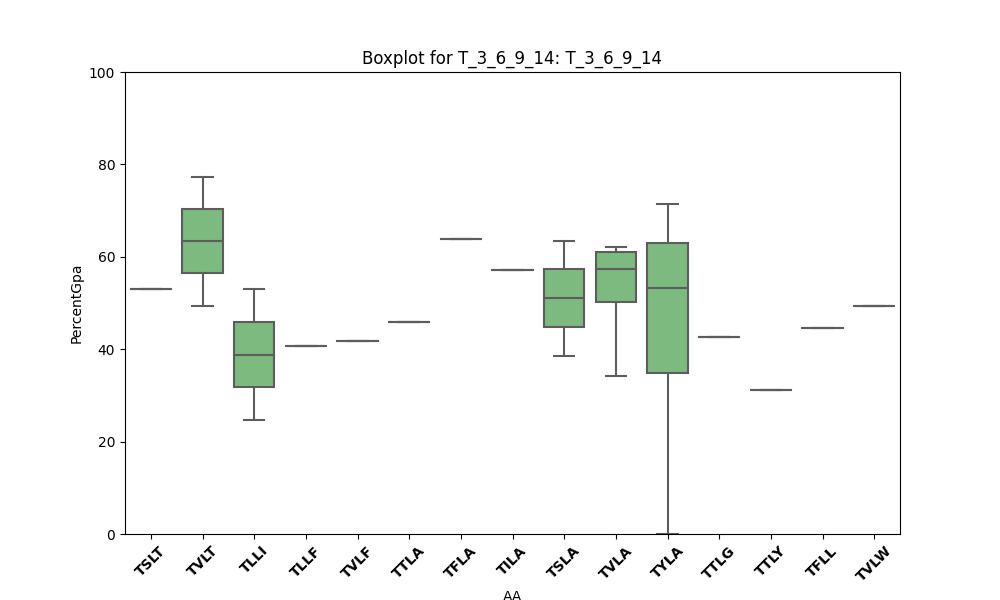 Boxplot for T_3_6_9_14: T_3_6_9_14
100
80
60
40
20
0
PercentGpa
TSLT
TVLT
TLLI
TLLF
TVLF
TTLA
TFLA
TILA
TSLA
TVLA
TYLA
TTLG
TTLY
TFLL
TVLW
AA